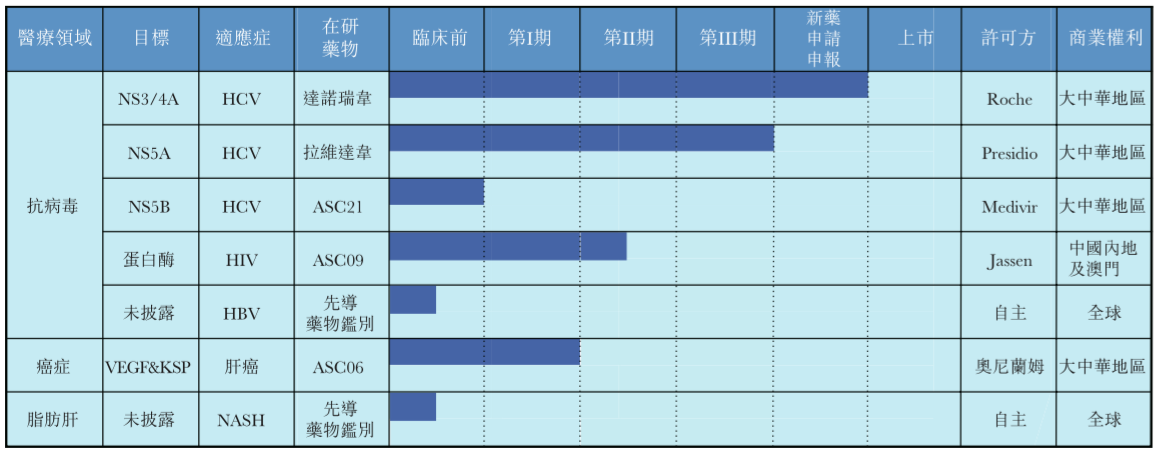 醫療領域 目標 適應症 在研藥物 臨床前 第I期 第II期 第III期 新藥申請申報 上市 許可方 商業權利
抗病毒 NS3/4A HCV 達諾瑞韋 Roche 大中華地區
NS5A HCV 拉維達韋 Presidio 大中華地區
NS5B HCV ASC21 Medivir 大中華地區
蛋白酶 HIV ASC09 Jassen 中國內地及澳門
未披露 HBV 先導藥物鑑別 自主 全球
癌症 VEGF&KSP 肝癌 ASC06 奧尼蘭姆 大中華地區
脂肪肝 未披露 NASH 先導藥物鑑別 自主 全球